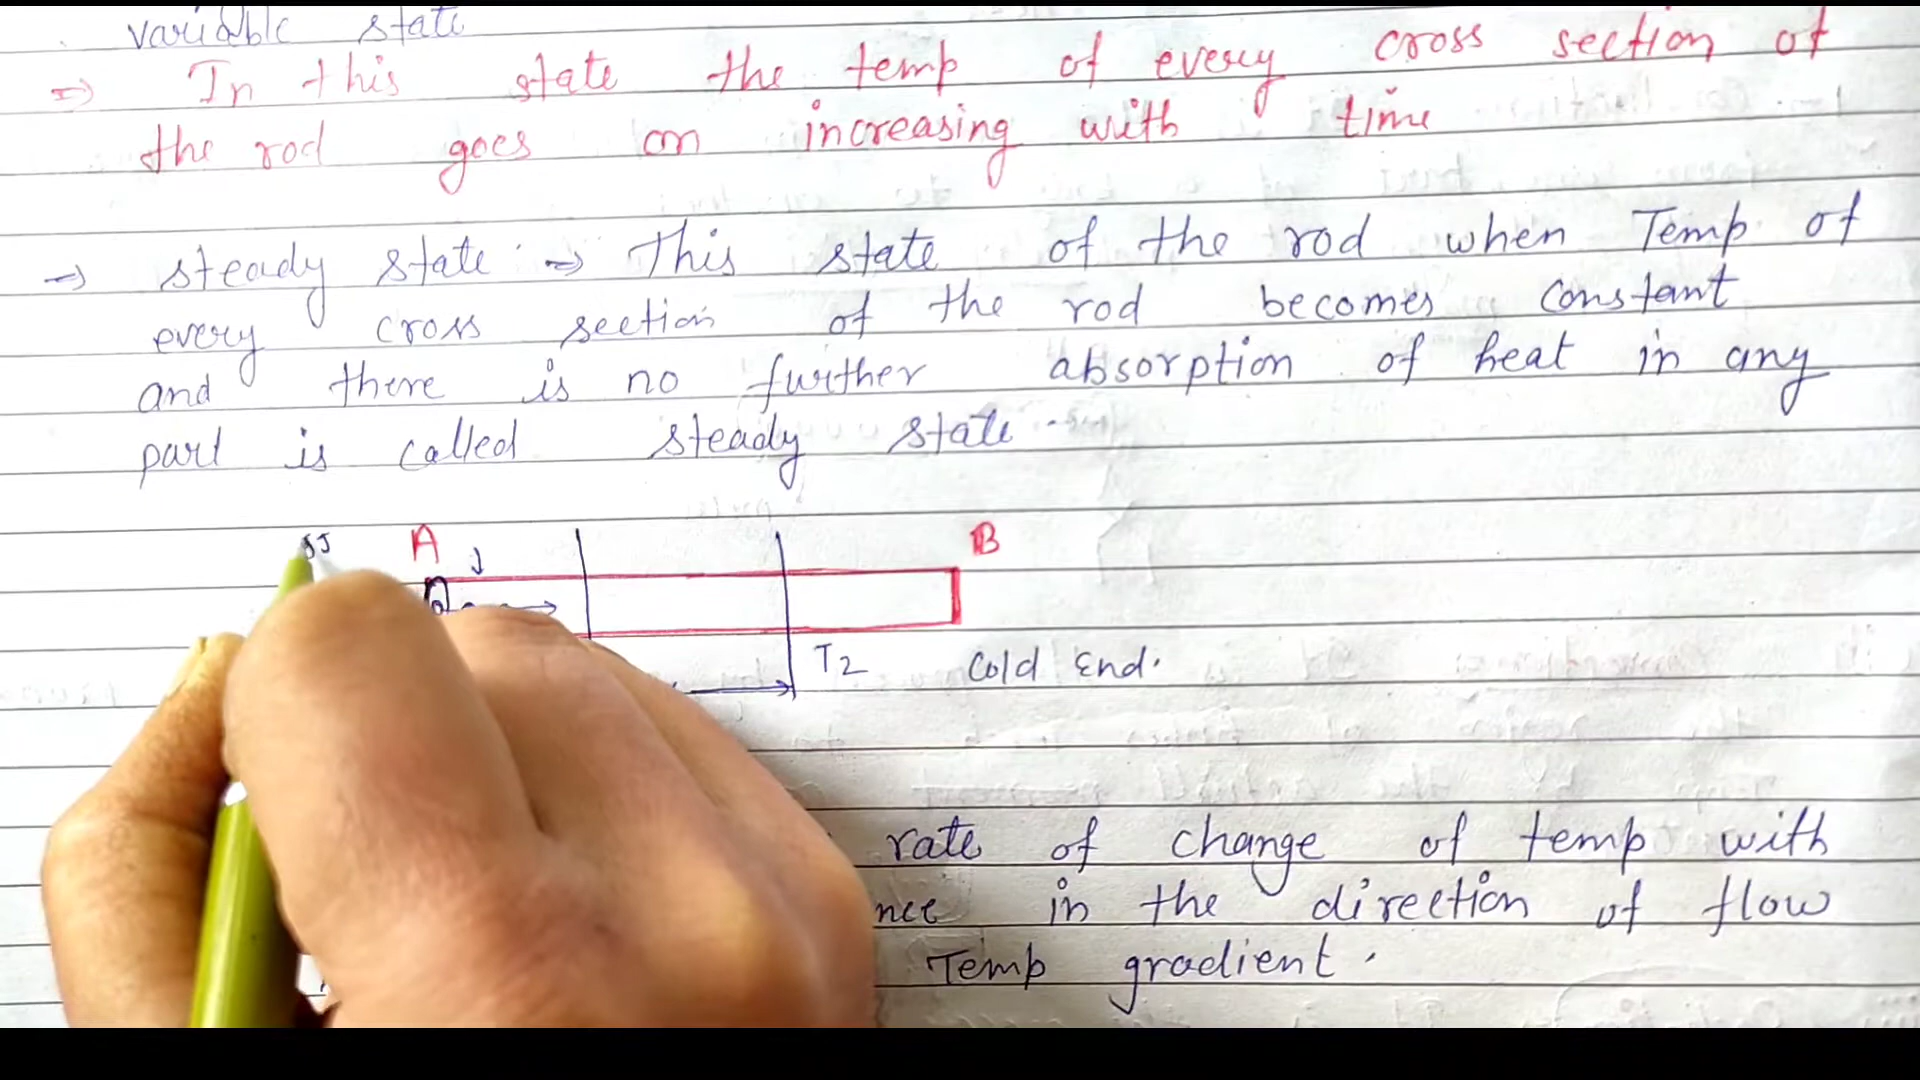 variable state
⇒ In this state the temp of every cross section of
the rod goes on increasing with time
→ steady state → This state of the rod when Temp. of
every cross section of the rod becomes constant
and there is no further absorption of heat in any
part is called steady state
A B
T2 Cold End.
rate of change of temp with
in the direction of flow
Temp gradient.